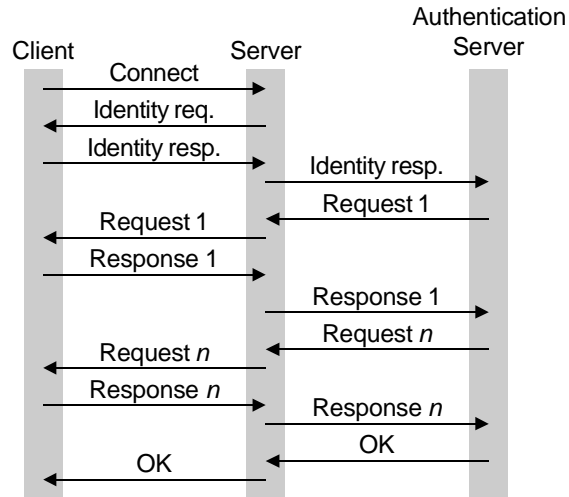 Authentication
Client Server Server
Connect
Identity req.
Identity resp.
Identity resp.
Request 1
Request 1
Response 1
Response 1
Request n
Request n
Response n
Response n
OK
OK